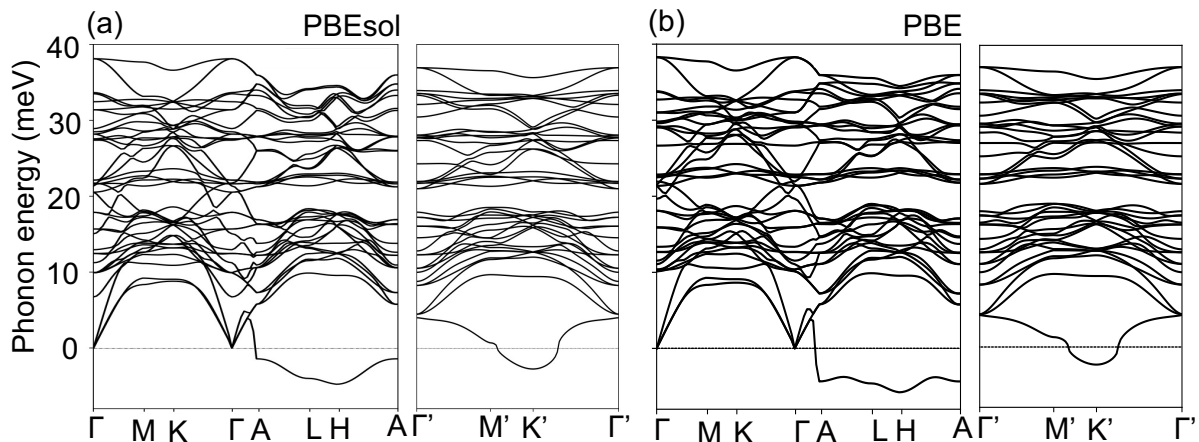 (a) PBEsol
(b) PBE
Phonon energy (meV)
40
30
20
10
0
Γ M K Γ A L H A Γ' M' K' Γ'
Γ M K Γ A L H A Γ' M' K' Γ'